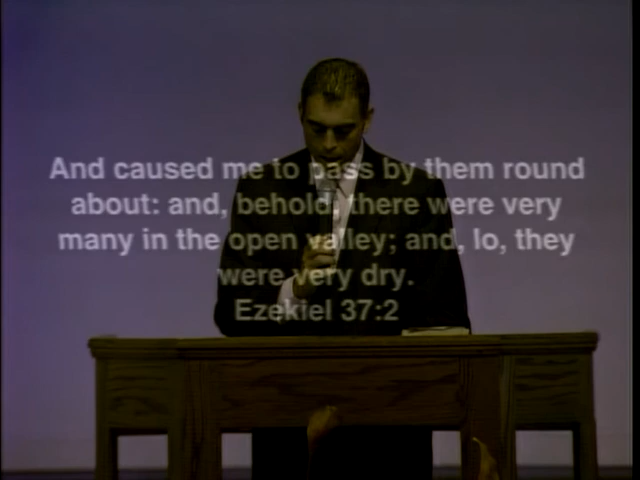 And caused me to pass by them round
about: and, behold, there were very
many in the open valley; and, lo, they
were very dry.
Ezekiel 37:2